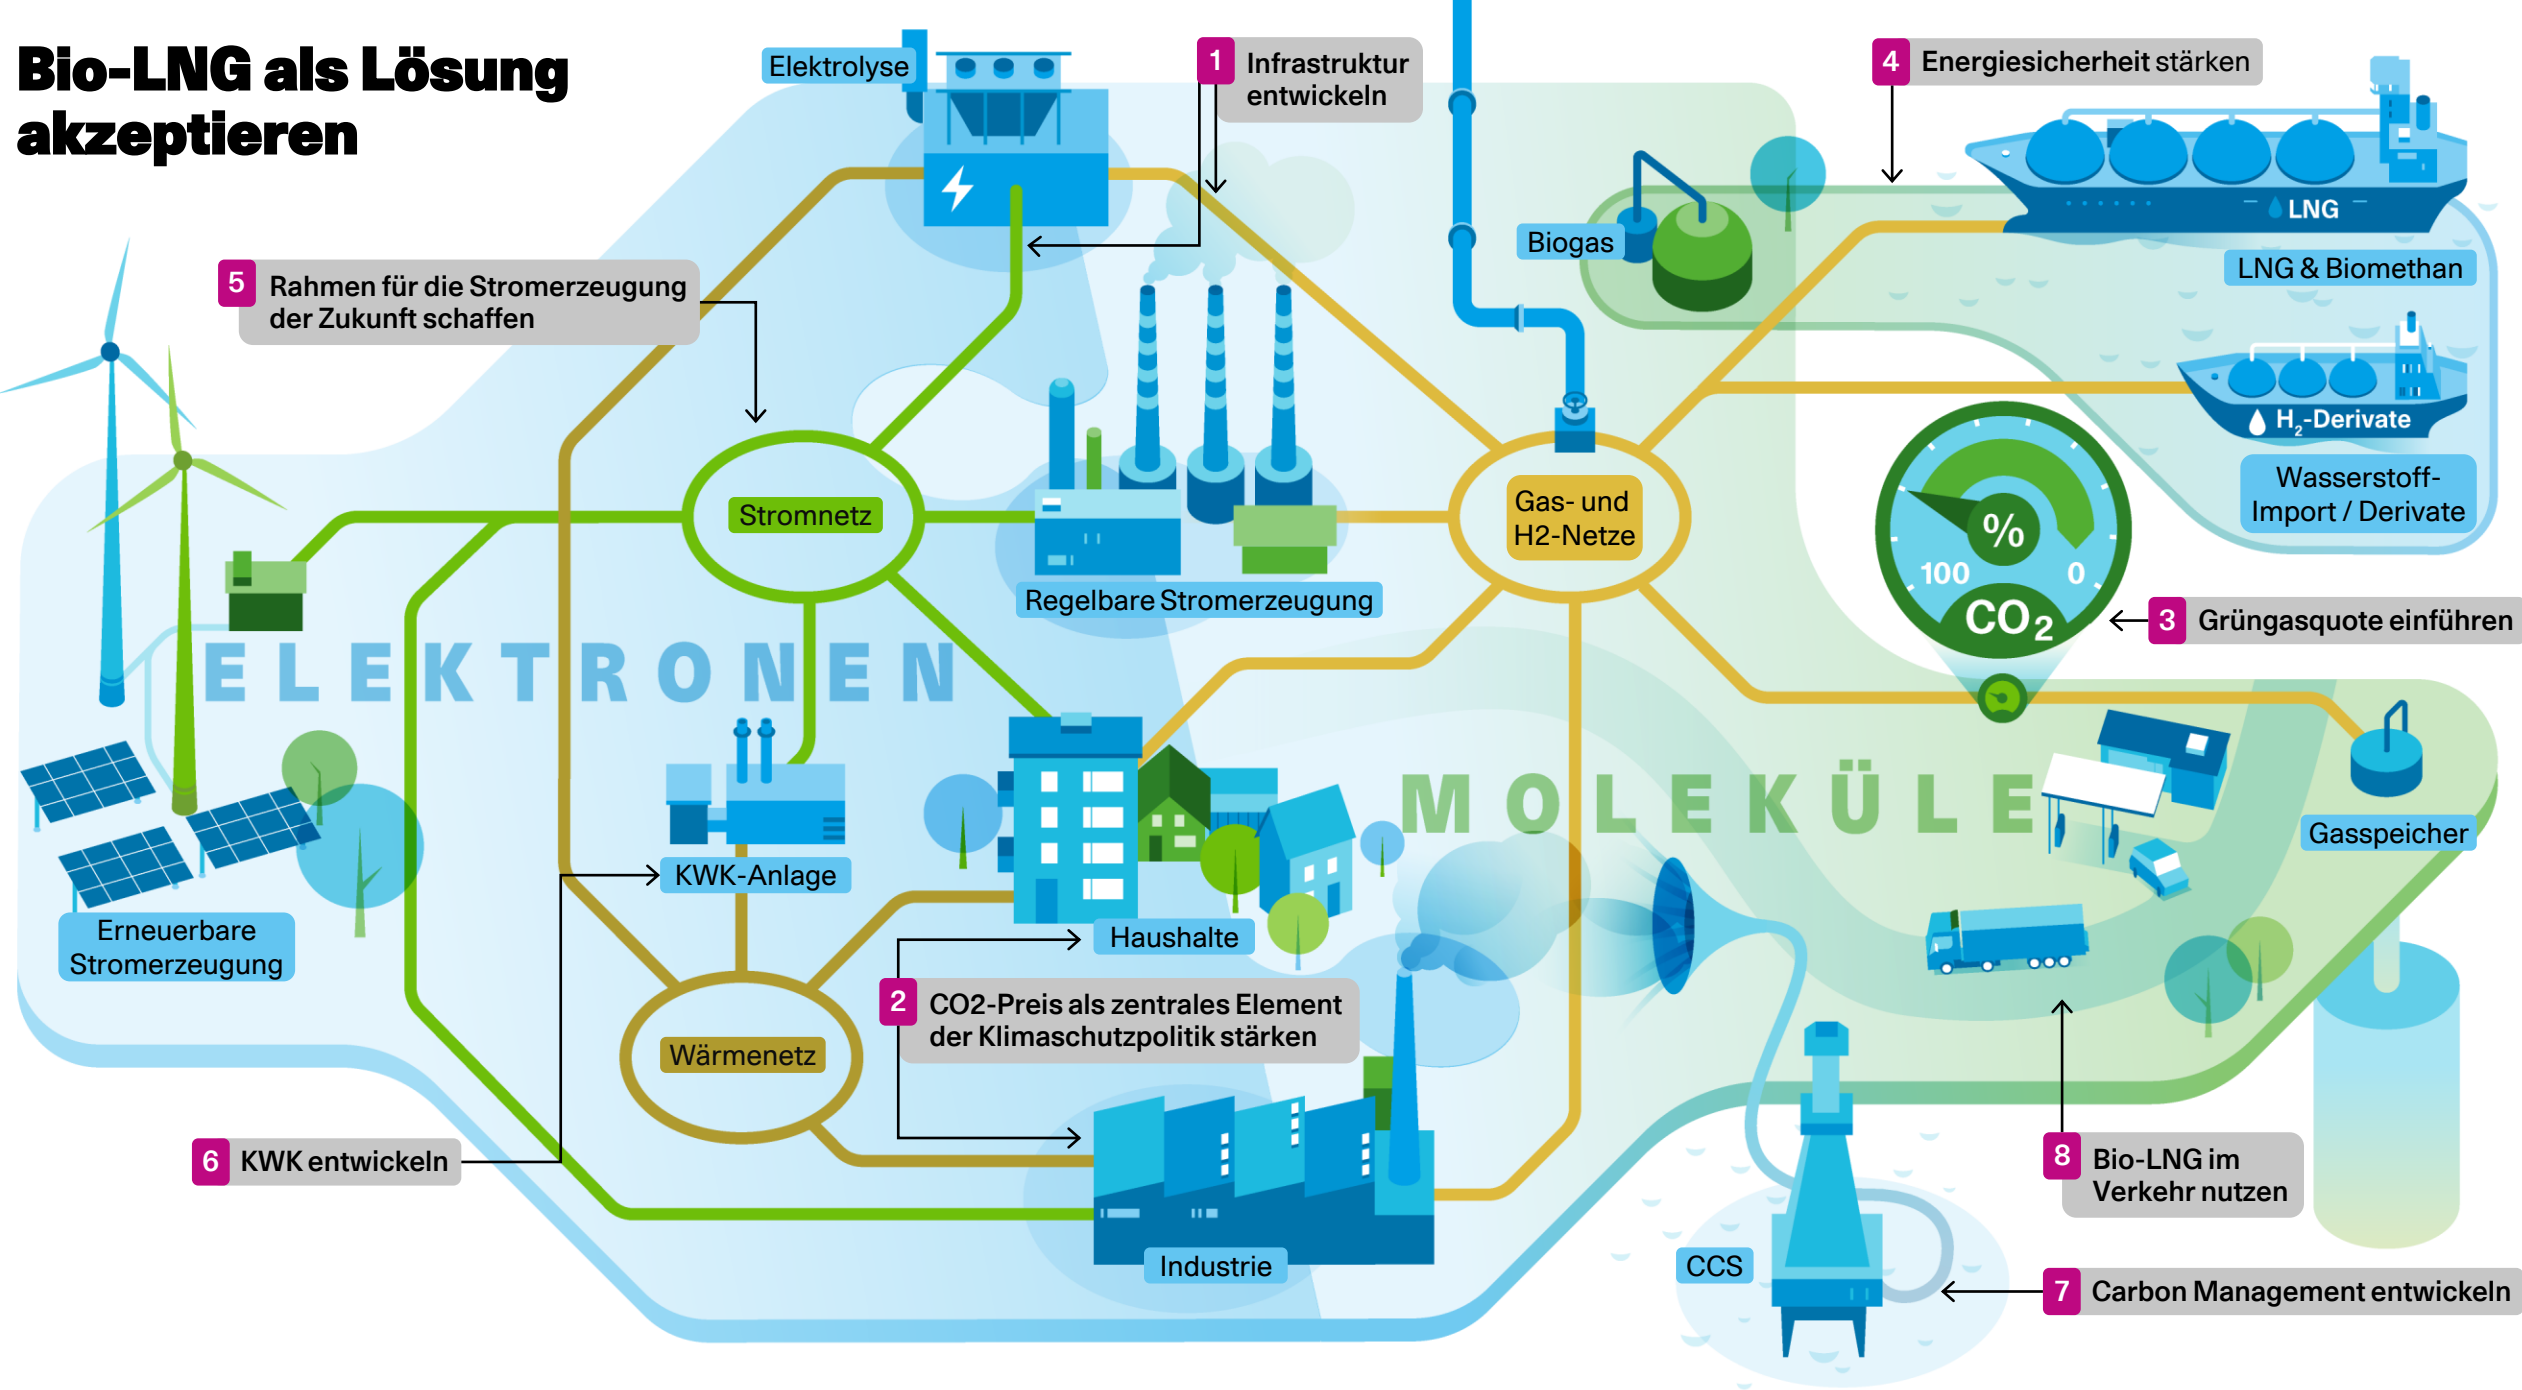 Bio-LNG als Lösung
akzeptieren
Elektrolyse
1 Infrastruktur
entwickeln
4 Energiesicherheit stärken
LNG
Biogas
LNG & Biomethan
5 Rahmen für die Stromerzeugung
der Zukunft schaffen
H2-Derivate
Wasserstoff-
Import / Derivate
Stromnetz
Gas- und
H2-Netze
%
100 0
CO2
Regelbare Stromerzeugung
3 Grüngasquote einführen
ELEKTRONEN
MOLEKÜLE
Gasspeicher
KWK-Anlage
Erneuerbare
Stromerzeugung
Haushalte
2 CO2-Preis als zentrales Element
der Klimaschutzpolitik stärken
Wärmenetz
6 KWK entwickeln
8 Bio-LNG im
Verkehr nutzen
Industrie
CCS
7 Carbon Management entwickeln